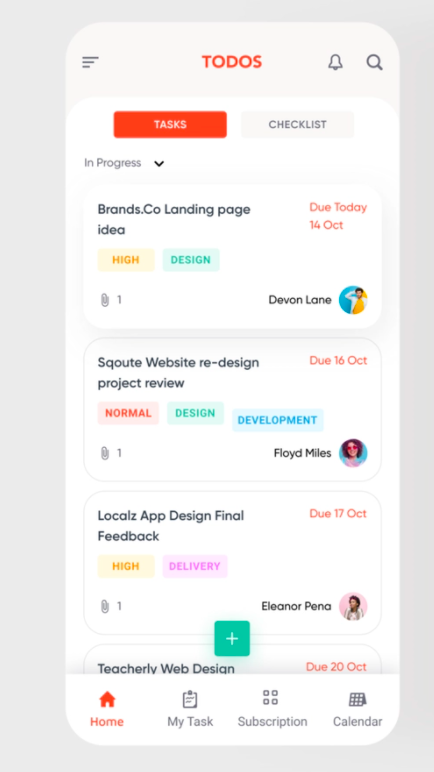 TODOS
TASKS
CHECKLIST
In Progress
Brands.Co Landing page
idea
Due Today
14 Oct
HIGH
DESIGN
1
Devon Lane
Sqoute Website re-design
project review
Due 16 Oct
NORMAL
DESIGN
DEVELOPMENT
1
Floyd Miles
Localz App Design Final
Feedback
Due 17 Oct
HIGH
DELIVERY
1
Eleanor Pena
+
Teacherly Web Design
Due 20 Oct
Home
My Task
Subscription
Calendar